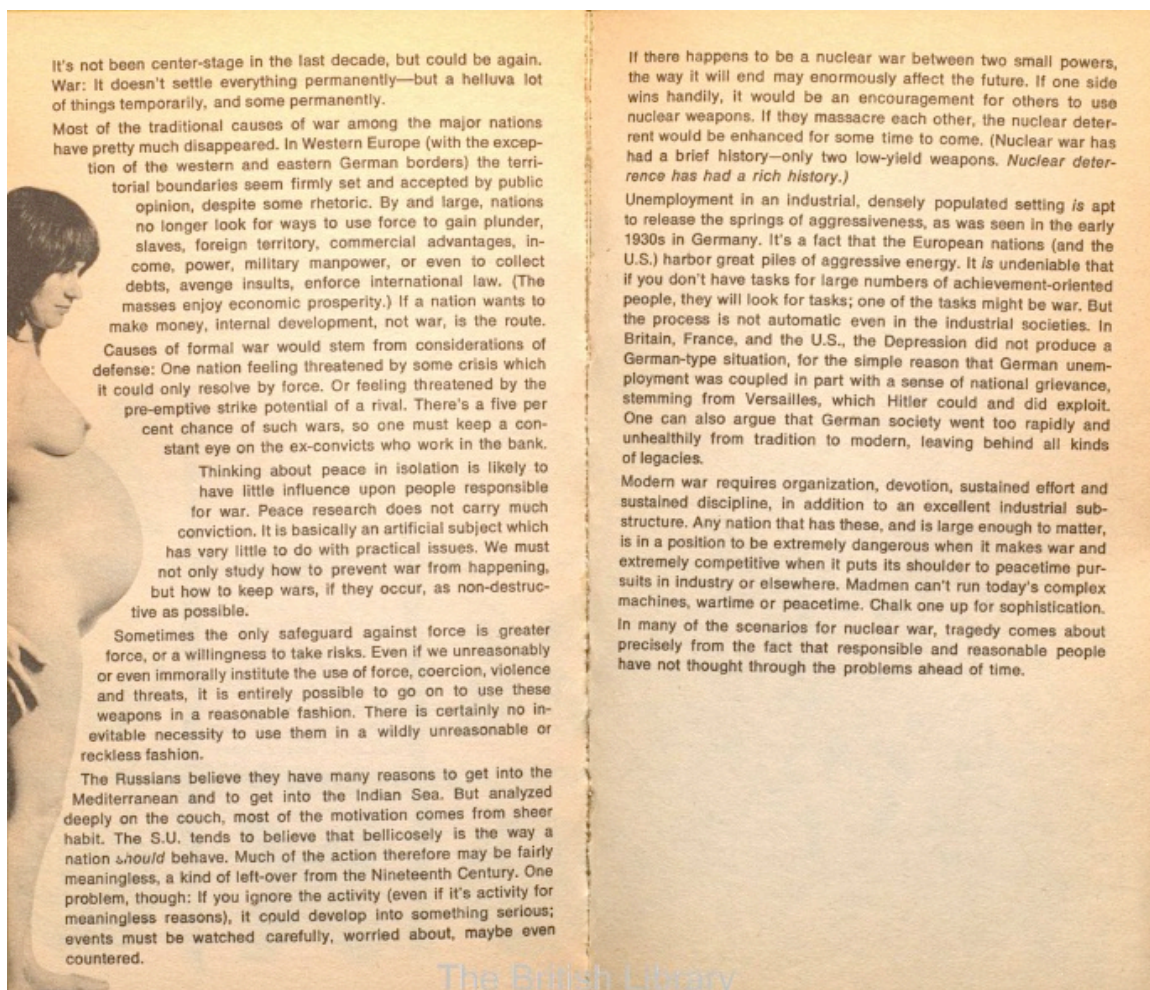 It's not been center-stage in the last decade, but could be again.
War: It doesn't settle everything permanently—but a helluva lot
of things temporarily, and some permanently.
Most of the traditional causes of war among the major nations
have pretty much disappeared. In Western Europe (with the excep-
tion of the western and eastern German borders) the terri-
torial boundaries seem firmly set and accepted by public
opinion, despite some rhetoric. By and large, nations
no longer look for ways to use force to gain plunder,
slaves, foreign territory, commercial advantages, in-
come, power, military manpower, or even to collect
debts, avenge insults, enforce international law. (The
masses enjoy economic prosperity.) If a nation wants to
make money, internal development, not war, is the route.
Causes of formal war would stem from considerations of
defense: One nation feeling threatened by some crisis which
it could only resolve by force. Or feeling threatened by the
pre-emptive strike potential of a rival. There's a five per
cent chance of such wars, so one must keep a con-
stant eye on the ex-convicts who work in the bank.
Thinking about peace in isolation is likely to
have little influence upon people responsible
for war. Peace research does not carry much
conviction. It is basically an artificial subject which
has very little to do with practical issues. We must
not only study how to prevent war from happening,
but how to keep wars, if they occur, as non-destruc-
tive as possible.
Sometimes the only safeguard against force is greater
force, or a willingness to take risks. Even if we unreasonably
or even immorally institute the use of force, coercion, violence
and threats, it is entirely possible to go on to use these
weapons in a reasonable fashion. There is certainly no in-
evitable necessity to use them in a wildly unreasonable or
reckless fashion.
The Russians believe they have many reasons to get into the
Mediterranean and to get into the Indian Sea. But analyzed
deeply on the couch, most of the motivation comes from sheer
habit. The S.U. tends to believe that bellicosely is the way a
nation should behave. Much of the action therefore may be fairly
meaningless, a kind of left-over from the Nineteenth Century. One
problem, though: If you ignore the activity (even if it's activity for
meaningless reasons), it could develop into something serious;
events must be watched carefully, worried about, maybe even
countered.
If there happens to be a nuclear war between two small powers,
the way it will end may enormously affect the future. If one side
wins handily, it would be an encouragement for others to use
nuclear weapons. If they massacre each other, the nuclear deter-
rent would be enhanced for some time to come. (Nuclear war has
had a brief history—only two low-yield weapons. Nuclear deter-
rence has had a rich history.)
Unemployment in an industrial, densely populated setting is apt
to release the springs of aggressiveness, as was seen in the early
1930s in Germany. It's a fact that the European nations (and the
U.S.) harbor great piles of aggressive energy. It is undeniable that
if you don't have tasks for large numbers of achievement-oriented
people, they will look for tasks; one of the tasks might be war. But
the process is not automatic even in the industrial societies. In
Britain, France, and the U.S., the Depression did not produce a
German-type situation, for the simple reason that German unem-
ployment was coupled in part with a sense of national grievance,
stemming from Versailles, which Hitler could and did exploit.
One can also argue that German society went too rapidly and
unhealthily from tradition to modern, leaving behind all kinds
of legacies.
Modern war requires organization, devotion, sustained effort and
sustained discipline, in addition to an excellent industrial sub-
structure. Any nation that has these, and is large enough to matter,
is in a position to be extremely dangerous when it makes war and
extremely competitive when it puts its shoulder to peacetime pur-
suits in industry or elsewhere. Madmen can't run today's complex
machines, wartime or peacetime. Chalk one up for sophistication.
In many of the scenarios for nuclear war, tragedy comes about
precisely from the fact that responsible and reasonable people
have not thought through the problems ahead of time.
The British Library